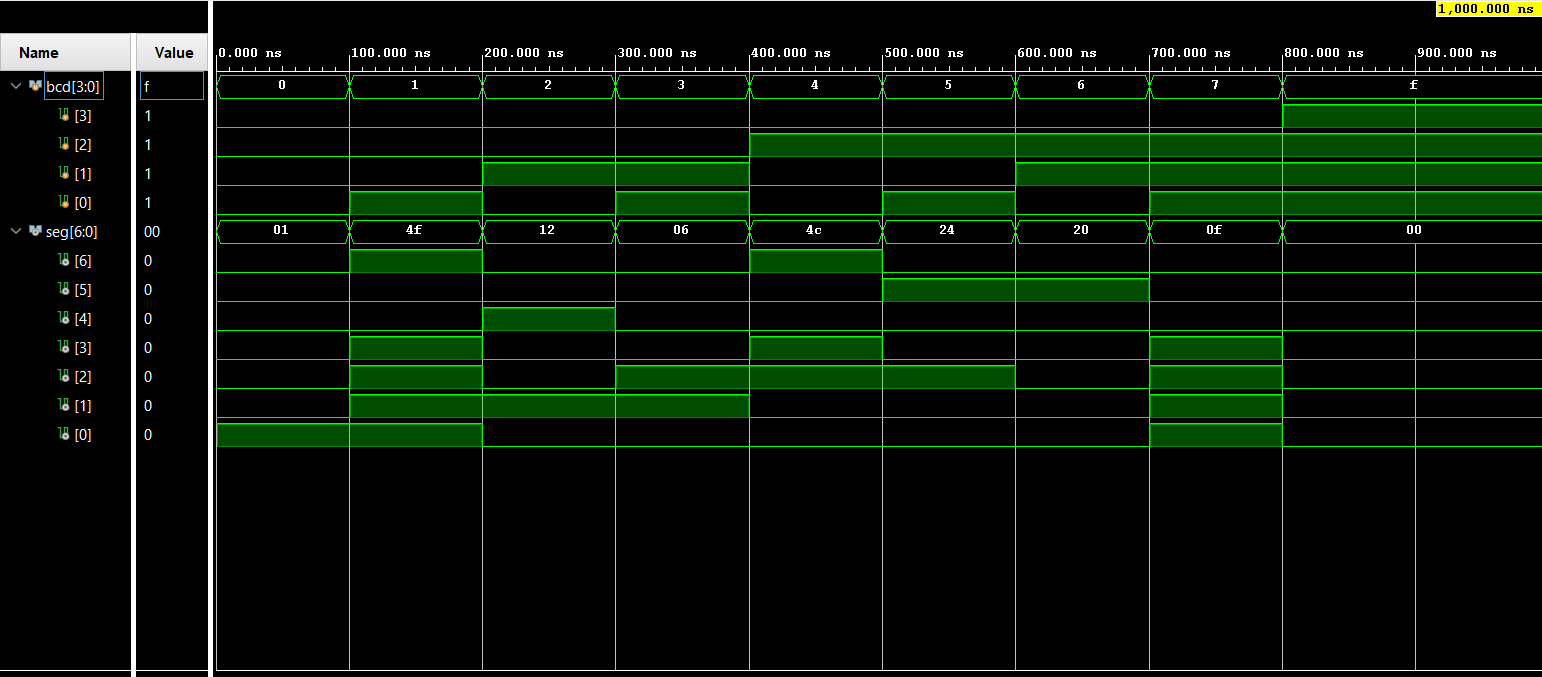 1,000.000 ns
Name Value 0.000 ns 100.000 ns 200.000 ns 300.000 ns 400.000 ns 500.000 ns 600.000 ns 700.000 ns 800.000 ns 900.000 ns
bcd[3:0] f 0 1 2 3 4 5 6 7 f
[3] 1
[2] 1
[1] 1
[0] 1
seg[6:0] 00 01 4f 12 06 4c 24 20 0f 00
[6] 0
[5] 0
[4] 0
[3] 0
[2] 0
[1] 0
[0] 0